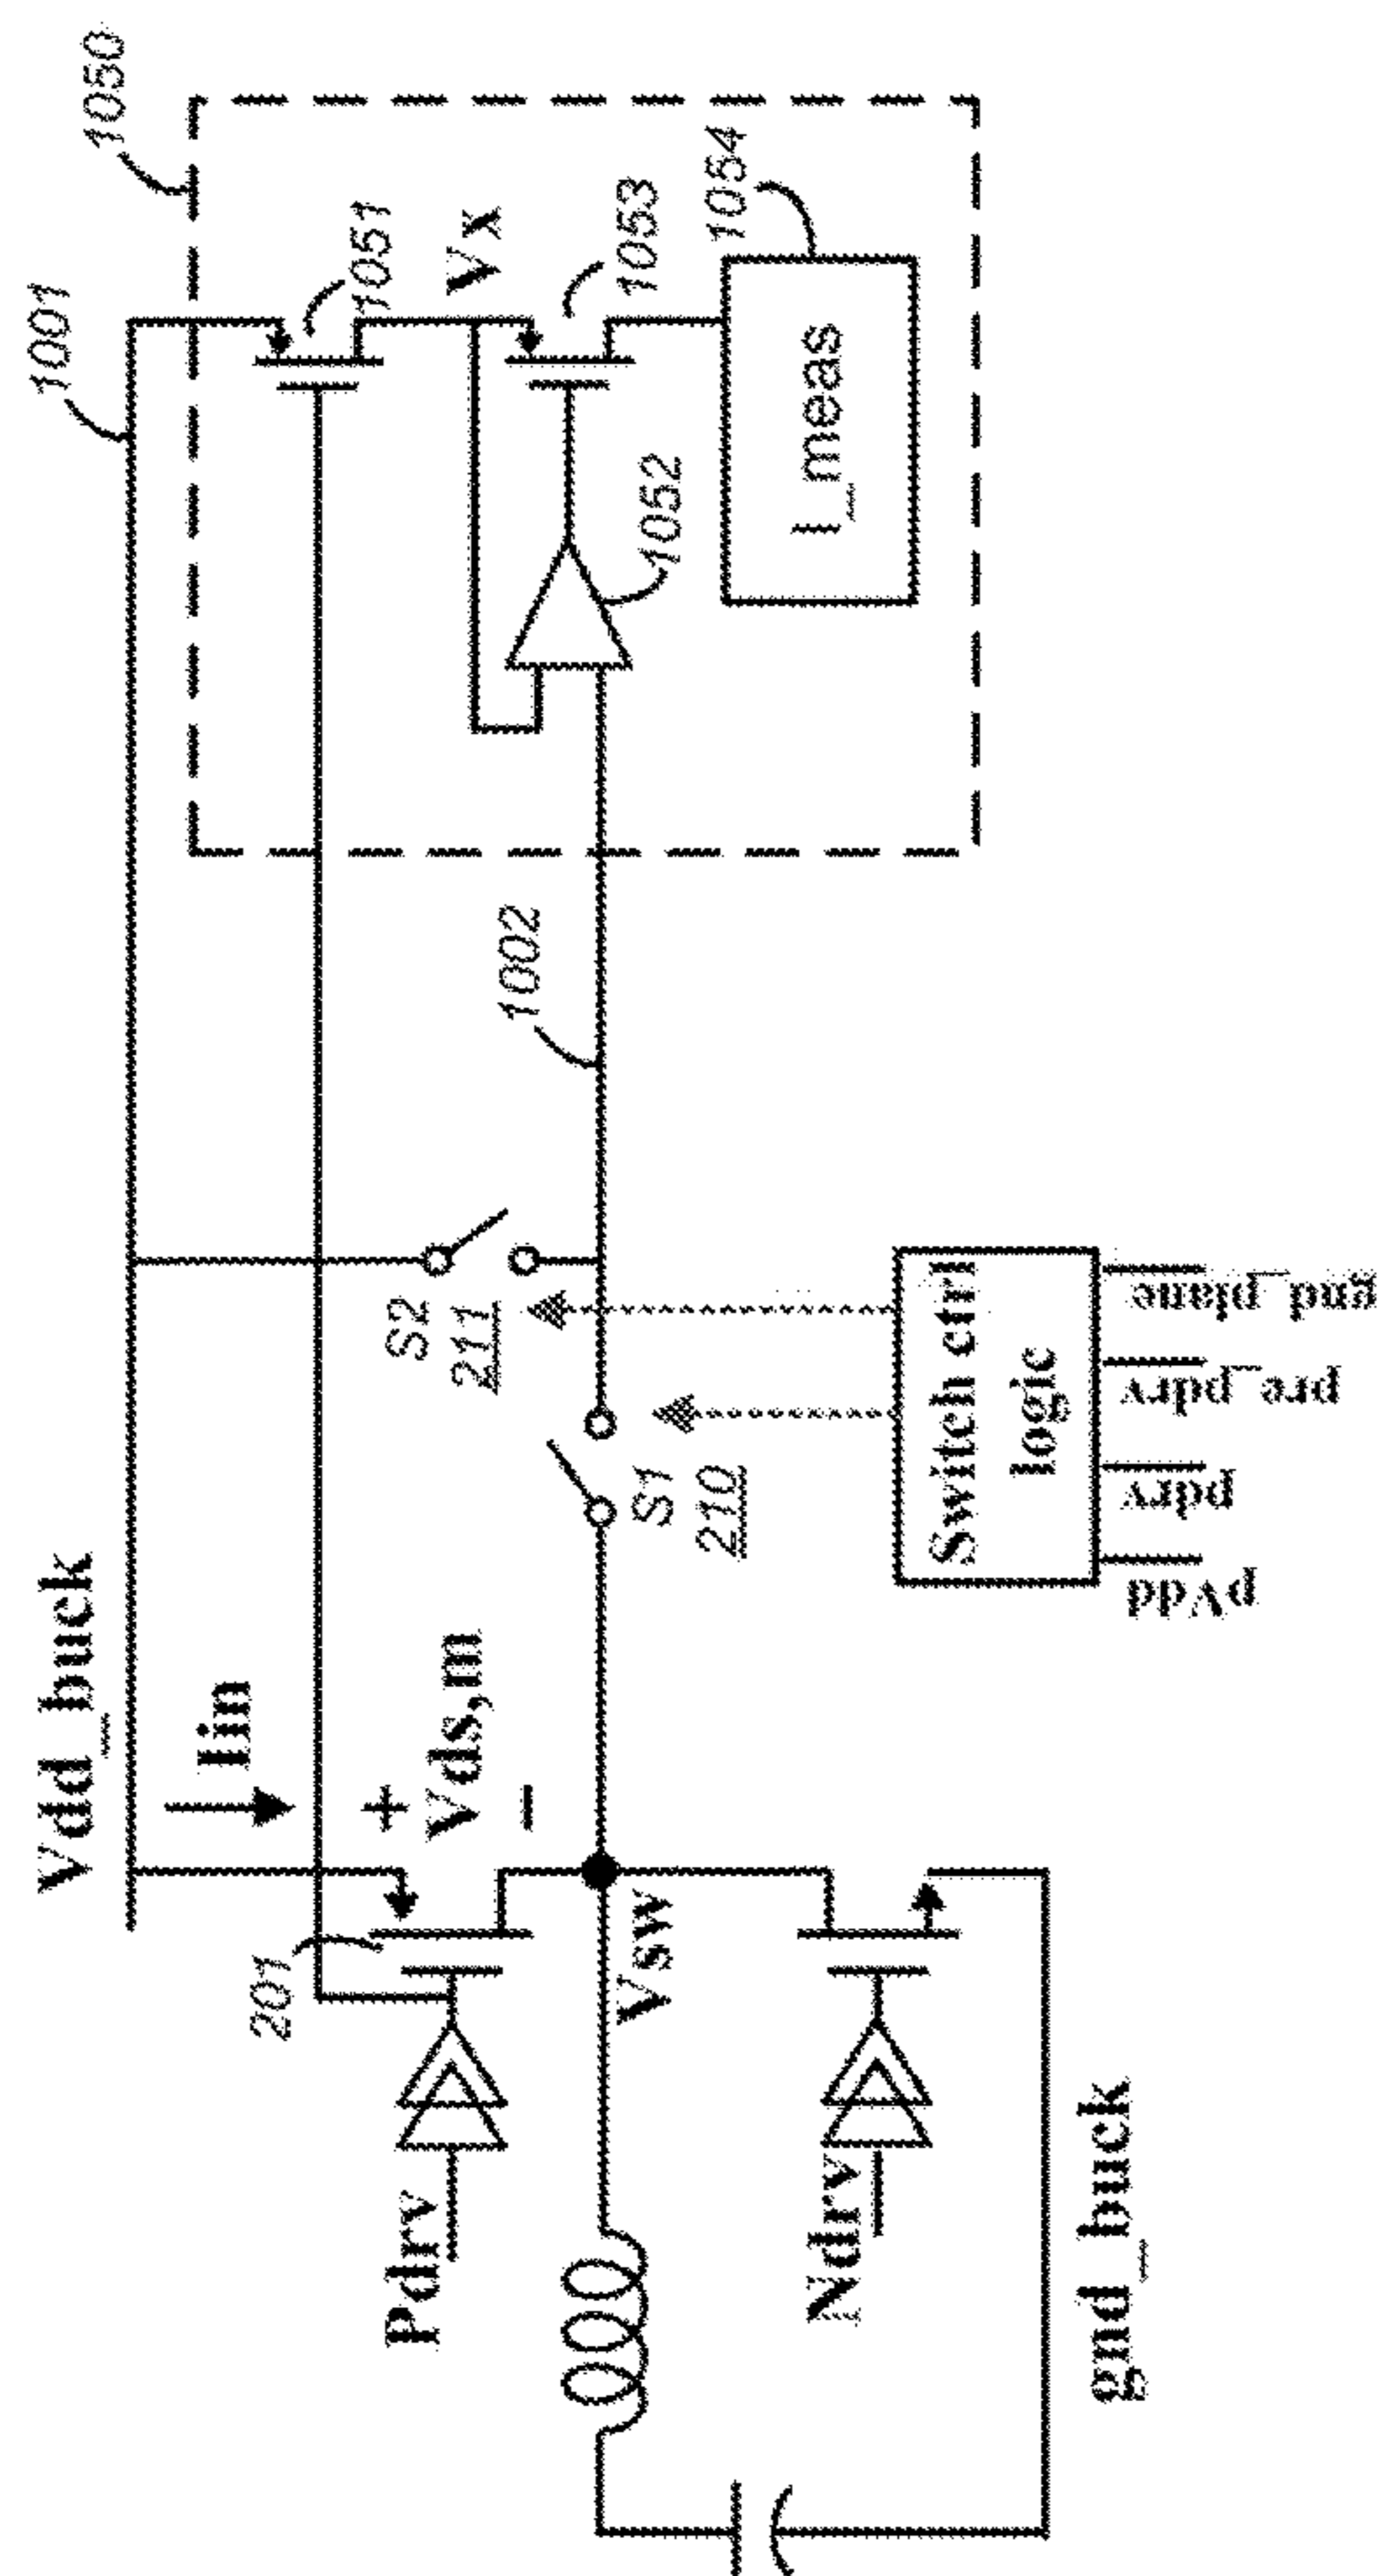 1050
1001
1051
Vx
1053
1054
I_meas
1052
1002
S2
211
S1
210
Switch ctrl
logic
gnd_plane
pre_pdrv
pdrv
pVdd
Vdd_buck
Iin
+
Vds,m
−
201
Vsw
Pdrv
Ndrv
gnd_buck